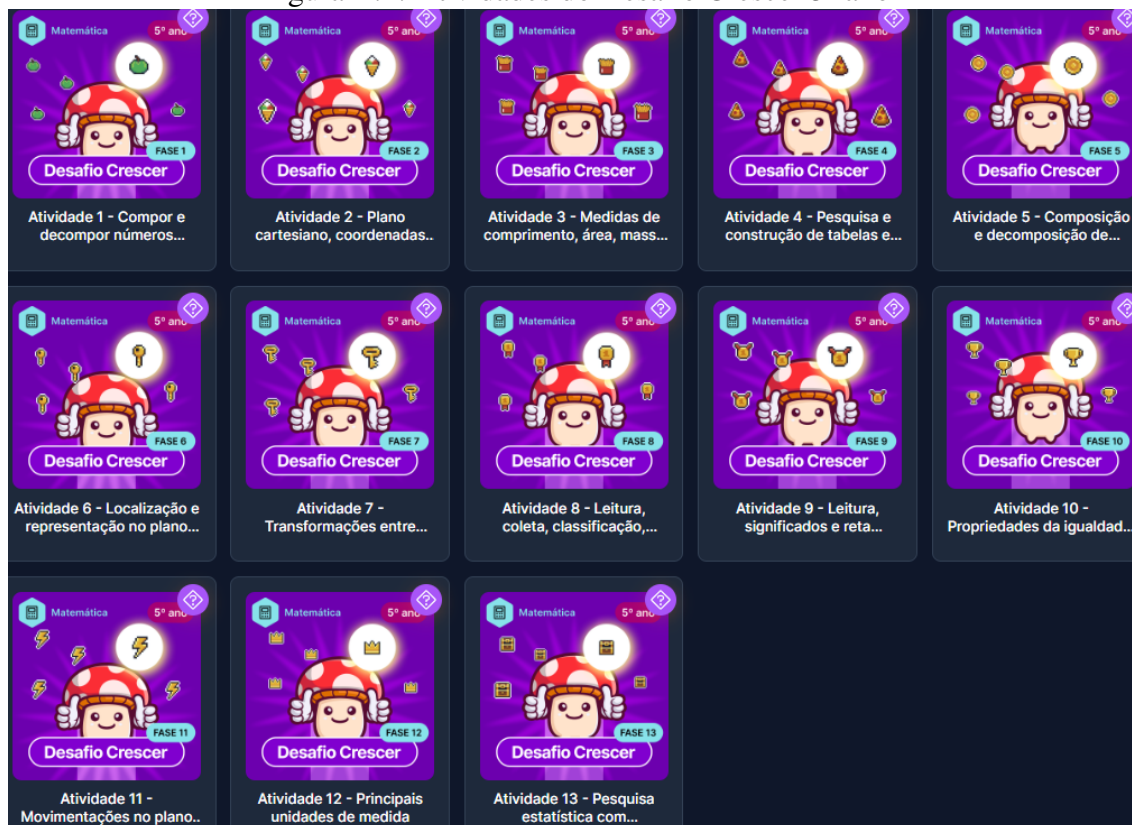 Matemática
5º ano
FASE 1
Desafio Crescer
Atividade 1 - Compor e
decompor números...
Matemática
5º ano
FASE 2
Desafio Crescer
Atividade 2 - Plano
cartesiano, coordenadas..
Matemática
5º ano
FASE 3
Desafio Crescer
Atividade 3 - Medidas de
comprimento, área, mass...
Matemática
5º ano
FASE 4
Desafio Crescer
Atividade 4 - Pesquisa e
construção de tabelas e...
Matemática
5º ano
FASE 5
Desafio Crescer
Atividade 5 - Composição
e decomposição de...
Matemática
5º ano
FASE 6
Desafio Crescer
Atividade 6 - Localização e
representação no plano...
Matemática
5º ano
FASE 7
Desafio Crescer
Atividade 7 -
Transformações entre...
Matemática
5º ano
FASE 8
Desafio Crescer
Atividade 8 - Leitura,
coleta, classificação,...
Matemática
5º ano
FASE 9
Desafio Crescer
Atividade 9 - Leitura,
significados e reta...
Matemática
5º ano
FASE 10
Desafio Crescer
Atividade 10 -
Propriedades da igualdad...
Matemática
5º ano
FASE 11
Desafio Crescer
Atividade 11 -
Movimentações no plano..
Matemática
5º ano
FASE 12
Desafio Crescer
Atividade 12 - Principais
unidades de medida
Matemática
5º ano
FASE 13
Desafio Crescer
Atividade 13 - Pesquisa
estatística com...